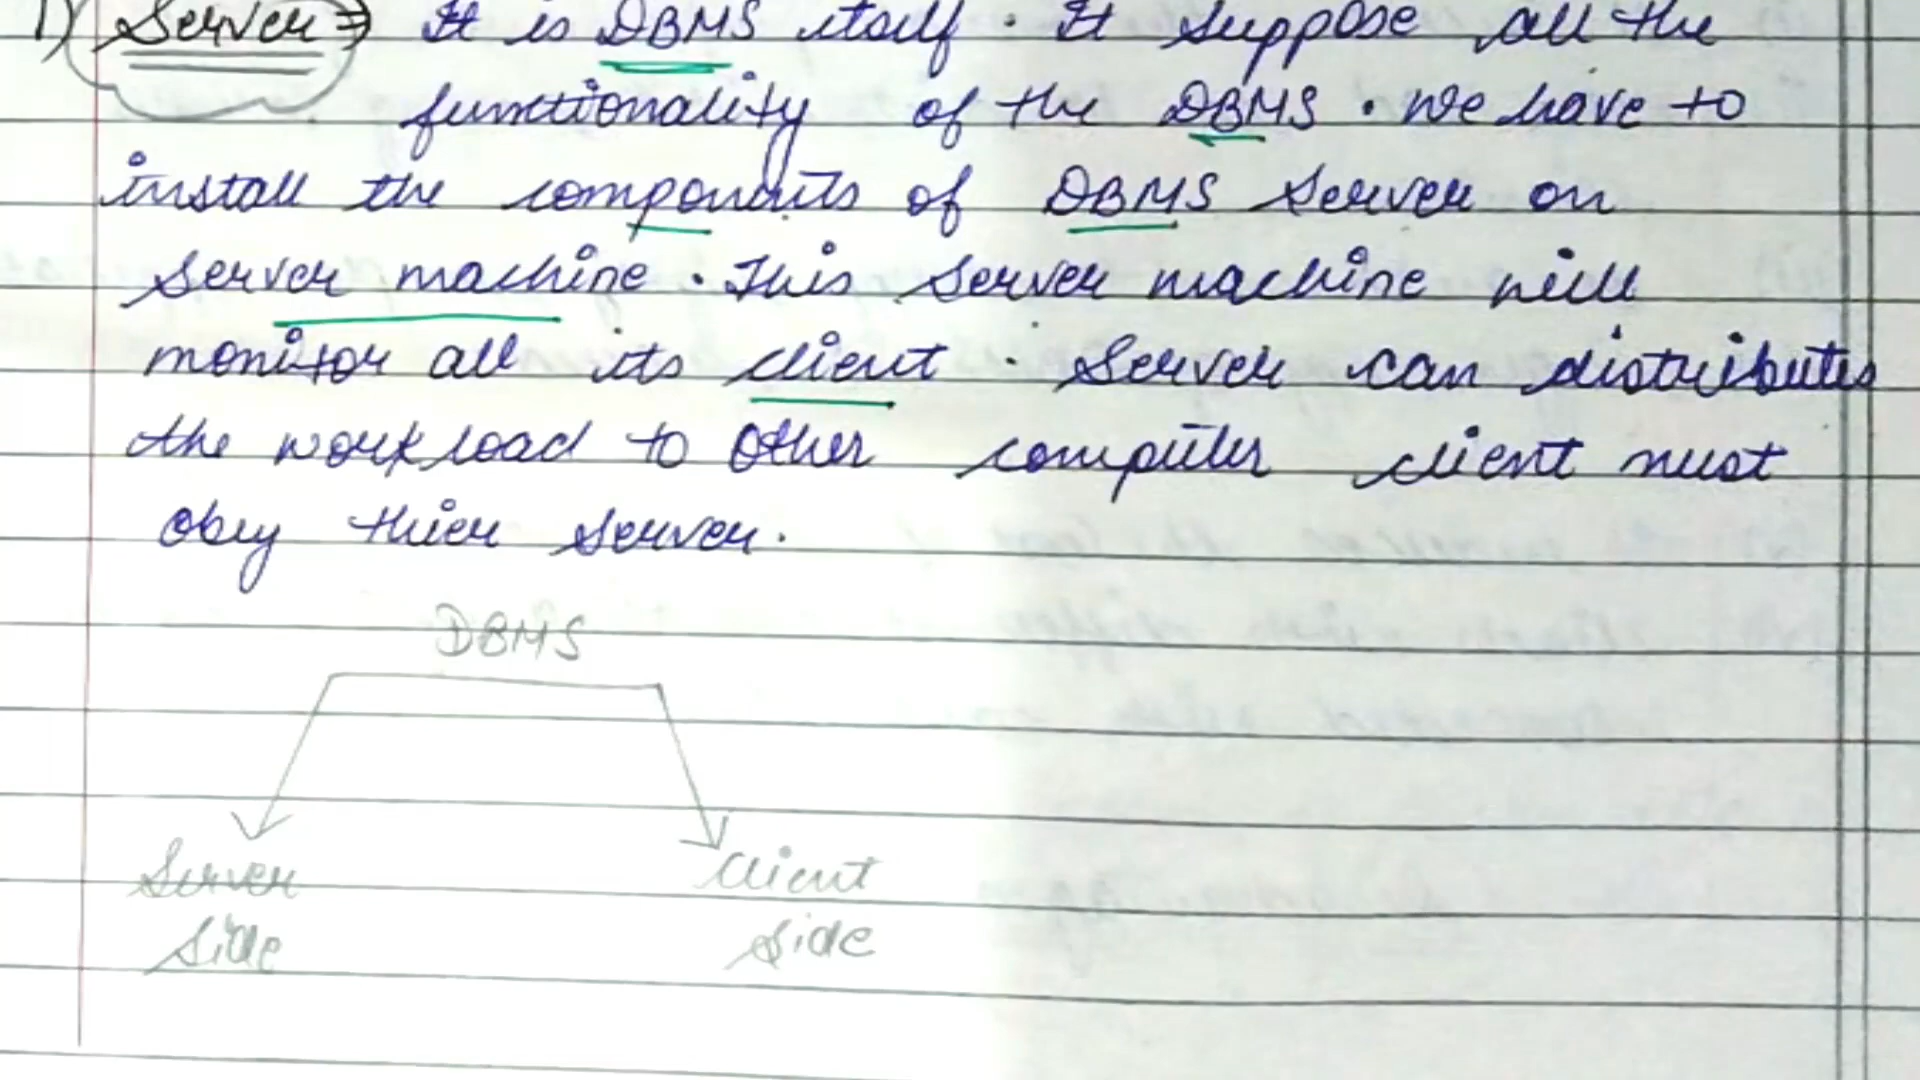 1) Server ⇒ It is DBMS itself. It suppose all the
functionality of the DBMS. We have to
install the components of DBMS Server on
server machine. This server machine will
monitor all its client. Server can distributes
the workload to other computer client must
obey thier server.
DBMS
Server
side
Client
side